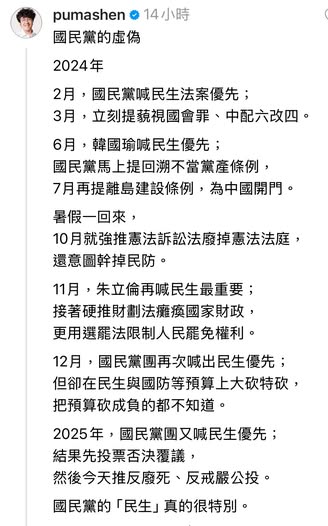 pumashen 14小時
國民黨的虛偽
2024年
2月，國民黨喊民生法案優先；
3月，立刻提藐視國會罪、中配六改四。
6月，韓國瑜喊民生優先；
國民黨馬上提回溯不當黨產條例，
7月再提離島建設條例，為中國開門。
暑假一回來，
10月就強推憲法訴訟法廢掉憲法法庭，
還意圖幹掉民防。
11月，朱立倫再喊民生最重要；
接著硬推財劃法癱瘓國家財政，
更用選罷法限制人民罷免權利。
12月，國民黨團再次喊出民生優先；
但卻在民生與國防等預算上大砍特砍，
把預算砍成負的都不知道。
2025年，國民黨團又喊民生優先；
結果先投票否決覆議，
然後今天推反廢死、反戒嚴公投。
國民黨的「民生」真的很特別。